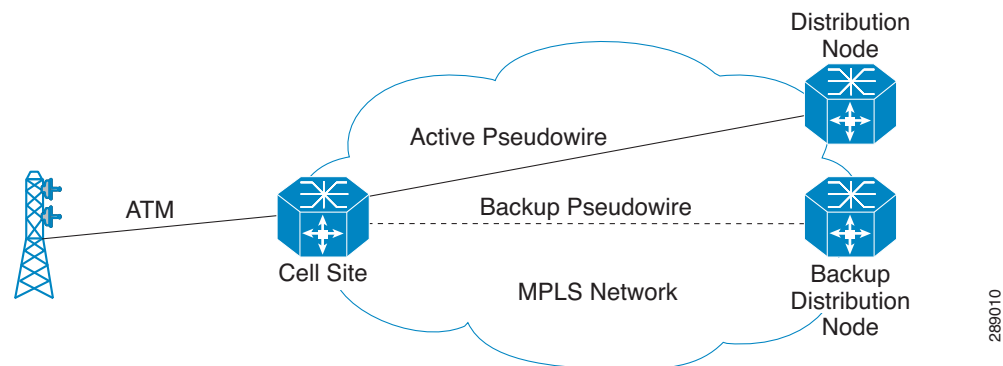 Distribution
Node
Active Pseudowire
ATM
Backup Pseudowire
Cell Site
MPLS Network
Backup
Distribution
Node
289010